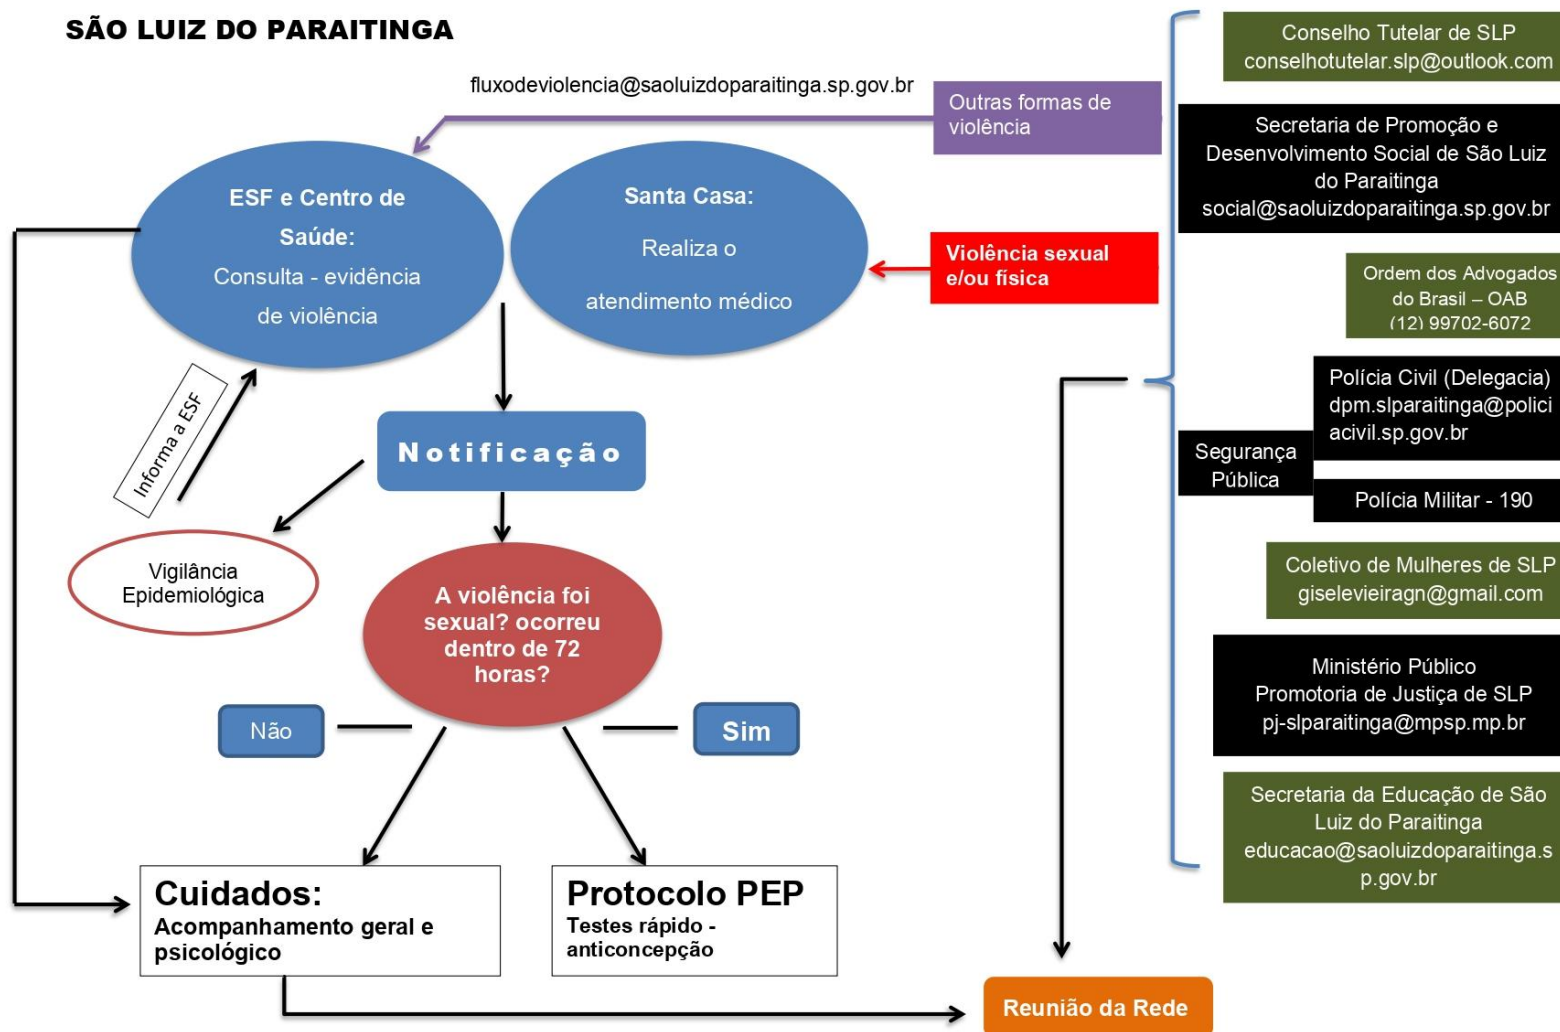 SÃO LUIZ DO PARAITINGA
fluxodeviolencia@saoluizdoparaitinga.sp.gov.br
Outras formas de
violência
ESF e Centro de
Saúde:
Consulta - evidência
de violência
Santa Casa:
Realiza o
atendimento médico
Violência sexual
e/ou física
Informa a ESF
Notificação
Vigilância
Epidemiológica
A violência foi
sexual? ocorreu
dentro de 72
horas?
Não
Sim
Cuidados:
Acompanhamento geral e
psicológico
Protocolo PEP
Testes rápido -
anticoncepção
Reunião da Rede
Conselho Tutelar de SLP
conselhotutelar.slp@outlook.com
Secretaria de Promoção e
Desenvolvimento Social de São Luiz
do Paraitinga
social@saoluizdoparaitinga.sp.gov.br
Ordem dos Advogados
do Brasil – OAB
(12) 99702-6072
Segurança
Pública
Polícia Civil (Delegacia)
dpm.slparaitinga@polici
acivil.sp.gov.br
Polícia Militar - 190
Coletivo de Mulheres de SLP
giselevieiragn@gmail.com
Ministério Público
Promotoria de Justiça de SLP
pj-slparaitinga@mpsp.mp.br
Secretaria da Educação de São
Luiz do Paraitinga
educacao@saoluizdoparaitinga.s
p.gov.br